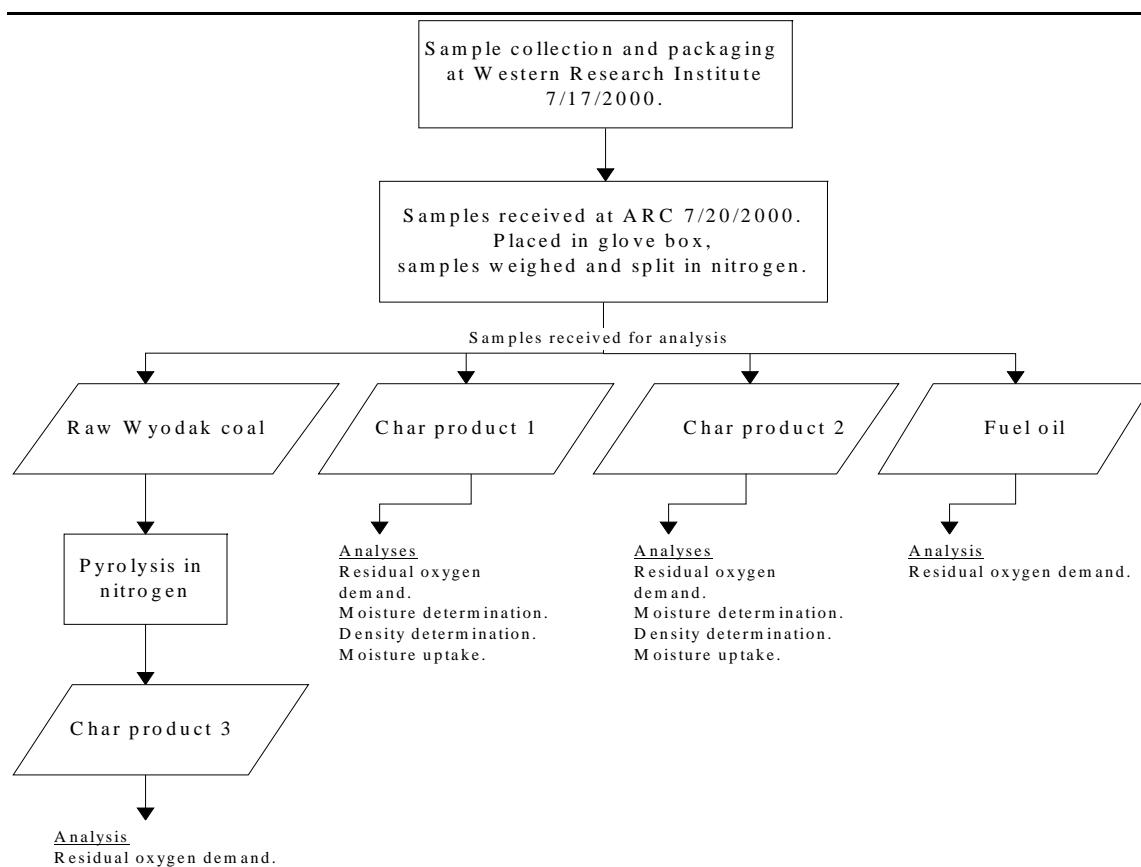 Sample collection and packaging
at Western Research Institute
7/17/2000.
Samples received at ARC 7/20/2000.
Placed in glove box,
samples weighed and split in nitrogen.
Samples received for analysis
Raw Wyodak coal
Char product 1
Char product 2
Fuel oil
Pyrolysis in
nitrogen
Analyses
Residual oxygen
demand.
Moisture determination.
Density determination.
Moisture uptake.
Analyses
Residual oxygen
demand.
Moisture determination.
Density determination.
Moisture uptake.
Analysis
Residual oxygen demand.
Char product 3
Analysis
Residual oxygen demand.